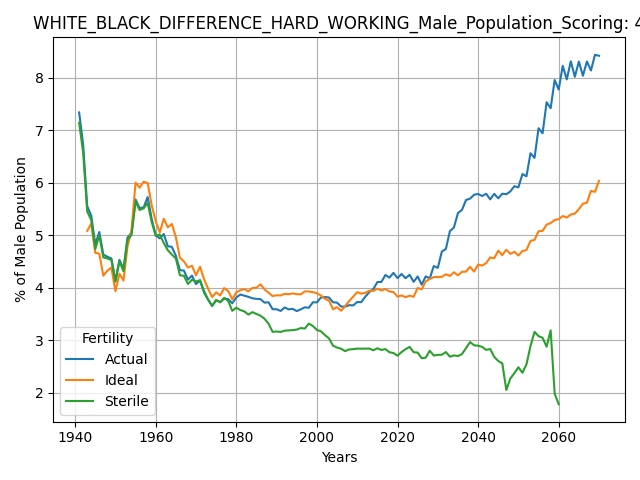 WHITE_BLACK_DIFFERENCE_HARD_WORKING_Male_Population_Scoring: 4
% of Male Population
8
7
6
5
4
3
2
Fertility
Actual
Ideal
Sterile
1940 1960 1980 2000 2020 2040 2060
Years